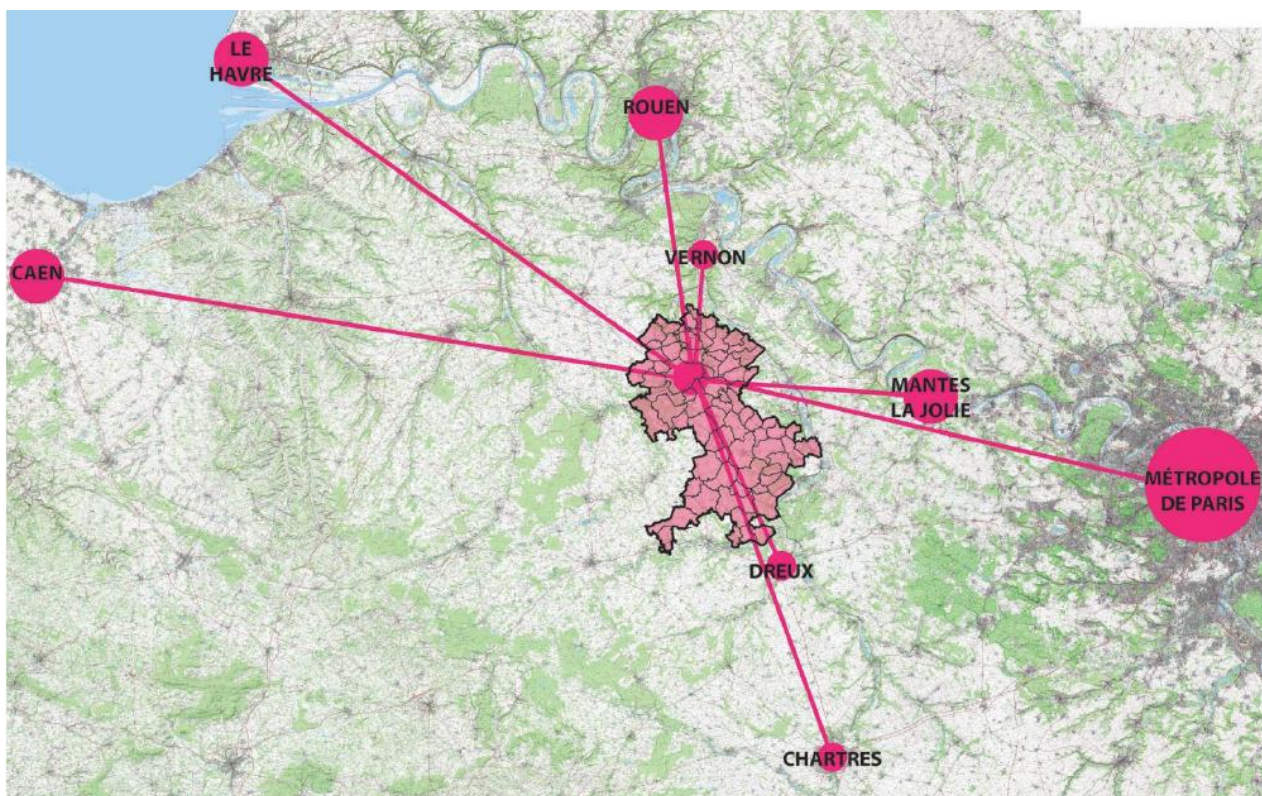 LE
HAVRE
ROUEN
VERNON
CAEN
MANTES
LA JOLIE
MÉTROPOLE
DE PARIS
DREUX
CHARTRES